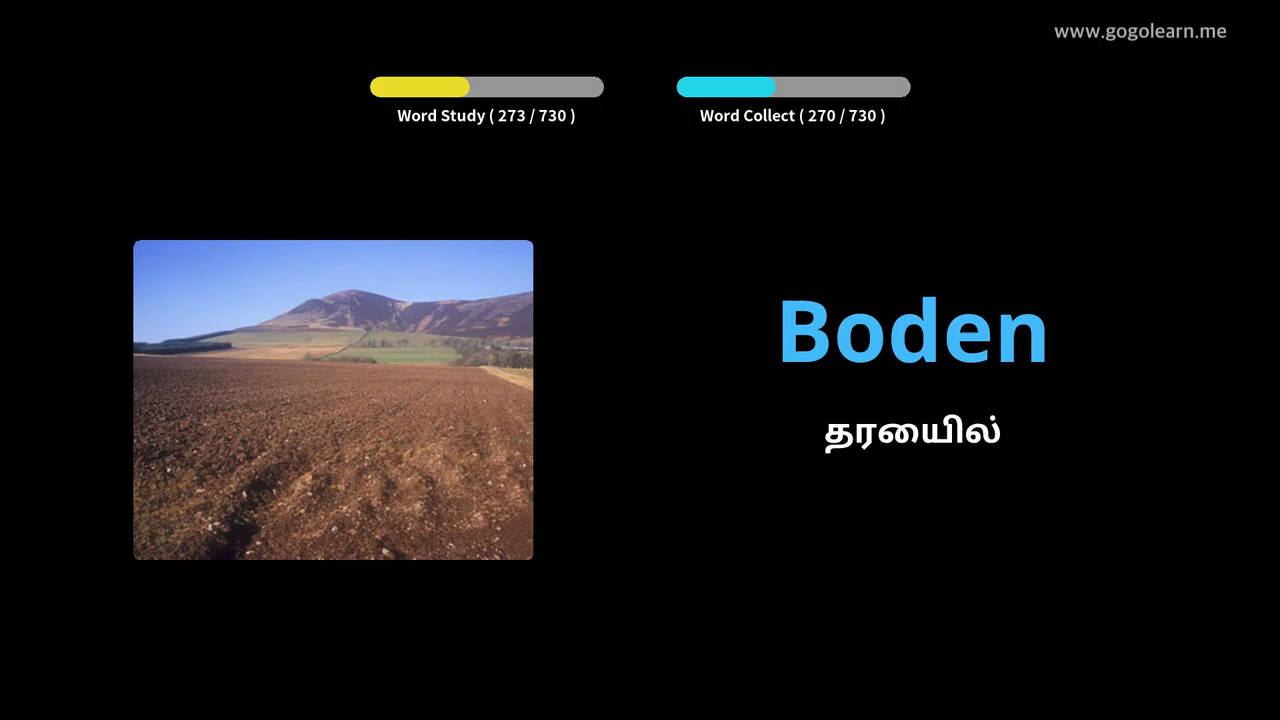 www.gogolearn.me
Word Study ( 273 / 730 )
Word Collect ( 270 / 730 )
Boden
தரையில்